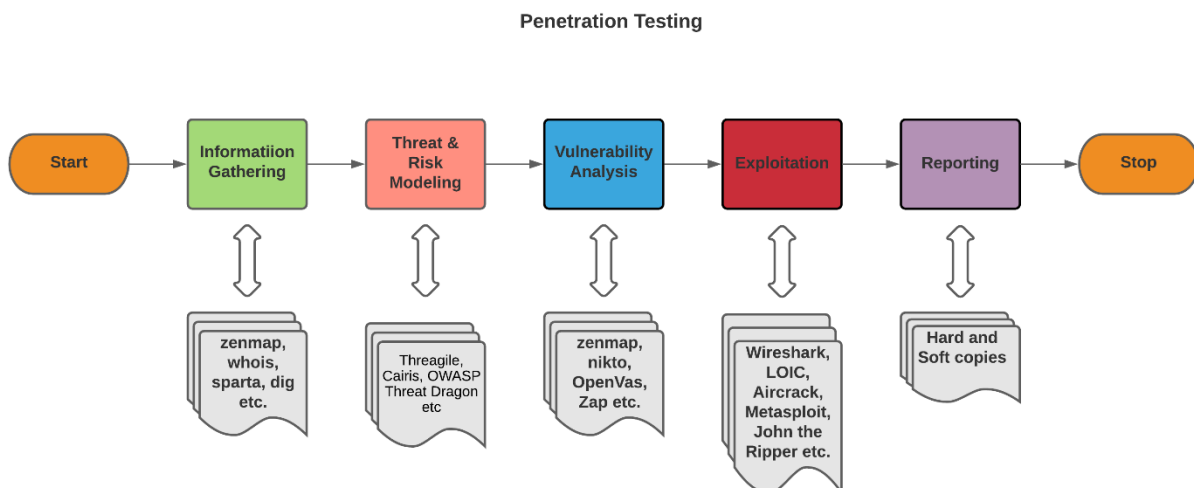 Penetration Testing
Start
Informatiion
Gathering
Threat &
Risk
Modeling
Vulnerability
Analysis
Exploitation
Reporting
Stop
zenmap,
whois,
sparta, dig
etc.
Threagile,
Cairis, OWASP
Threat Dragon
etc
zenmap,
nikto,
OpenVas,
Zap etc.
Wireshark,
LOIC,
Aircrack,
Metasploit,
John the
Ripper etc.
Hard and
Soft copies